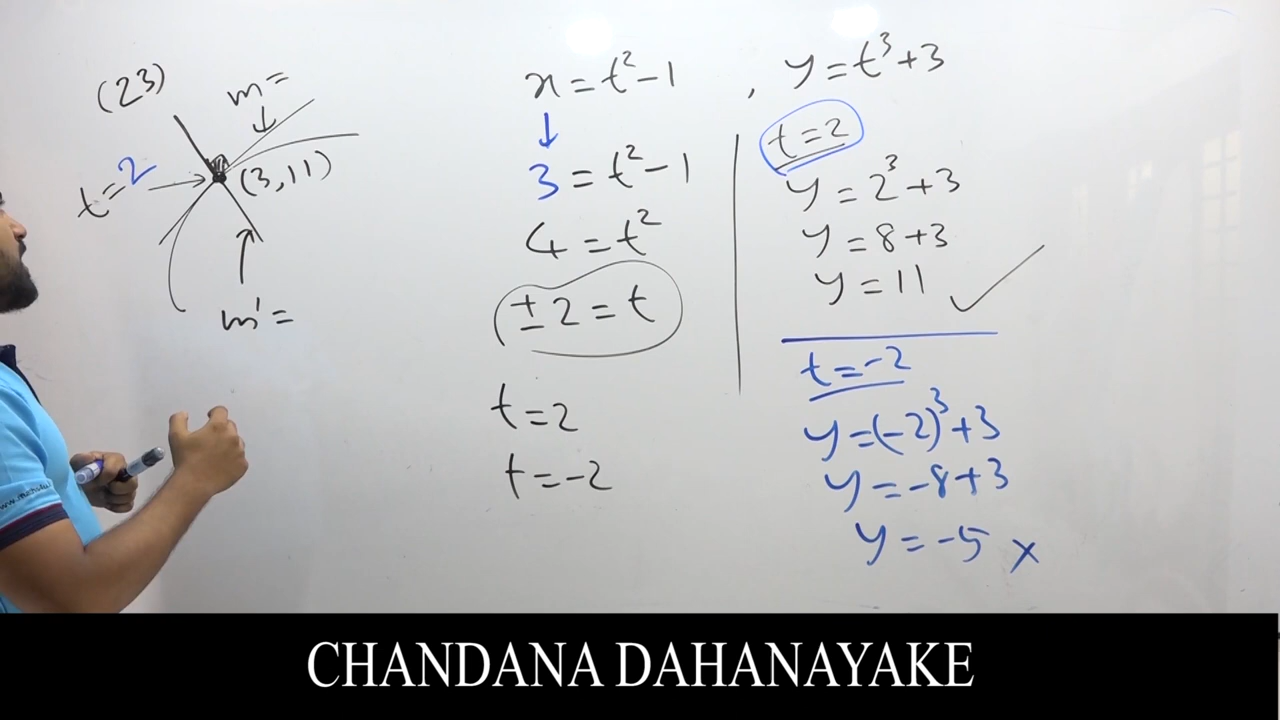 (23)
m =
t=2
(3,11)
m' =
x = t² - 1 , y = t³ + 3
3 = t² - 1
4 = t²
± 2 = t
t = 2
t = -2
t = 2
y = 2³ + 3
y = 8 + 3
y = 11 ✓
t = -2
y = (-2)³ + 3
y = -8 + 3
y = -5 ×
CHANDANA DAHANAYAKE